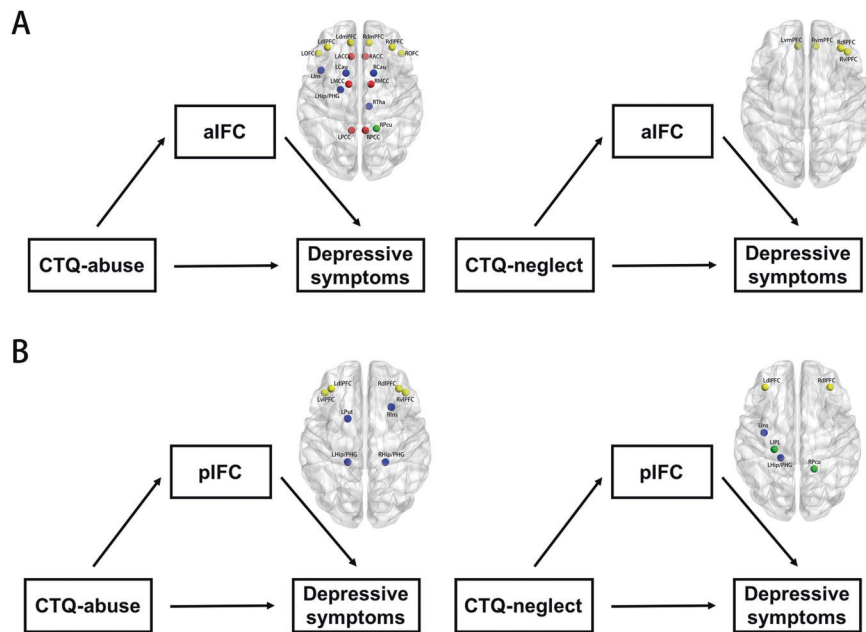 A
LdmPFC RdmPFC
LdlPFC RdlPFC
LOFC ROFC
LACC RACC
LIns LCau RCau
LMCC RMCC
LHip/PHG
RTha
RPcu
LPCC RPCC
aIFC
CTQ-abuse
Depressive
symptoms
LvmPFC RvmPFC RdlPFC
RvlPFC
aIFC
CTQ-neglect
Depressive
symptoms
B
LdlPFC RdlPFC
LvlPFC RvlPFC
LPut RIns
LHip/PHG RHip/PHG
pIFC
CTQ-abuse
Depressive
symptoms
LdlPFC RdlPFC
LIns
LIPL
LHip/PHG RPcu
pIFC
CTQ-neglect
Depressive
symptoms